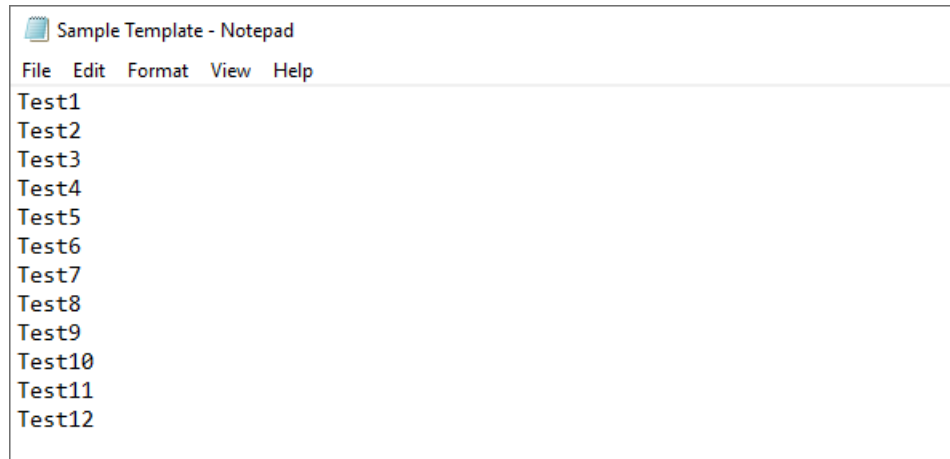 Sample Template - Notepad
File Edit Format View Help
Test1
Test2
Test3
Test4
Test5
Test6
Test7
Test8
Test9
Test10
Test11
Test12